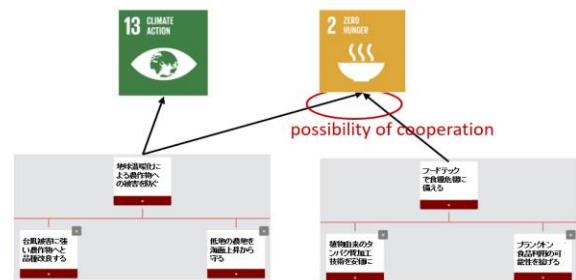 13 CLIMATE
ACTION
2 ZERO
HUNGER
possibility of cooperation
地球温暖化に
よる農作物へ
の被害を防ぐ
フードテック
で食糧危機に
備える
台風被害に強
い農作物へと
品種改良する
低地の農地を
海面上昇から
守る
植物由来のタ
ンパク質加工
技術を安価に
プランクトン
食品利用の可
能性を拡げる